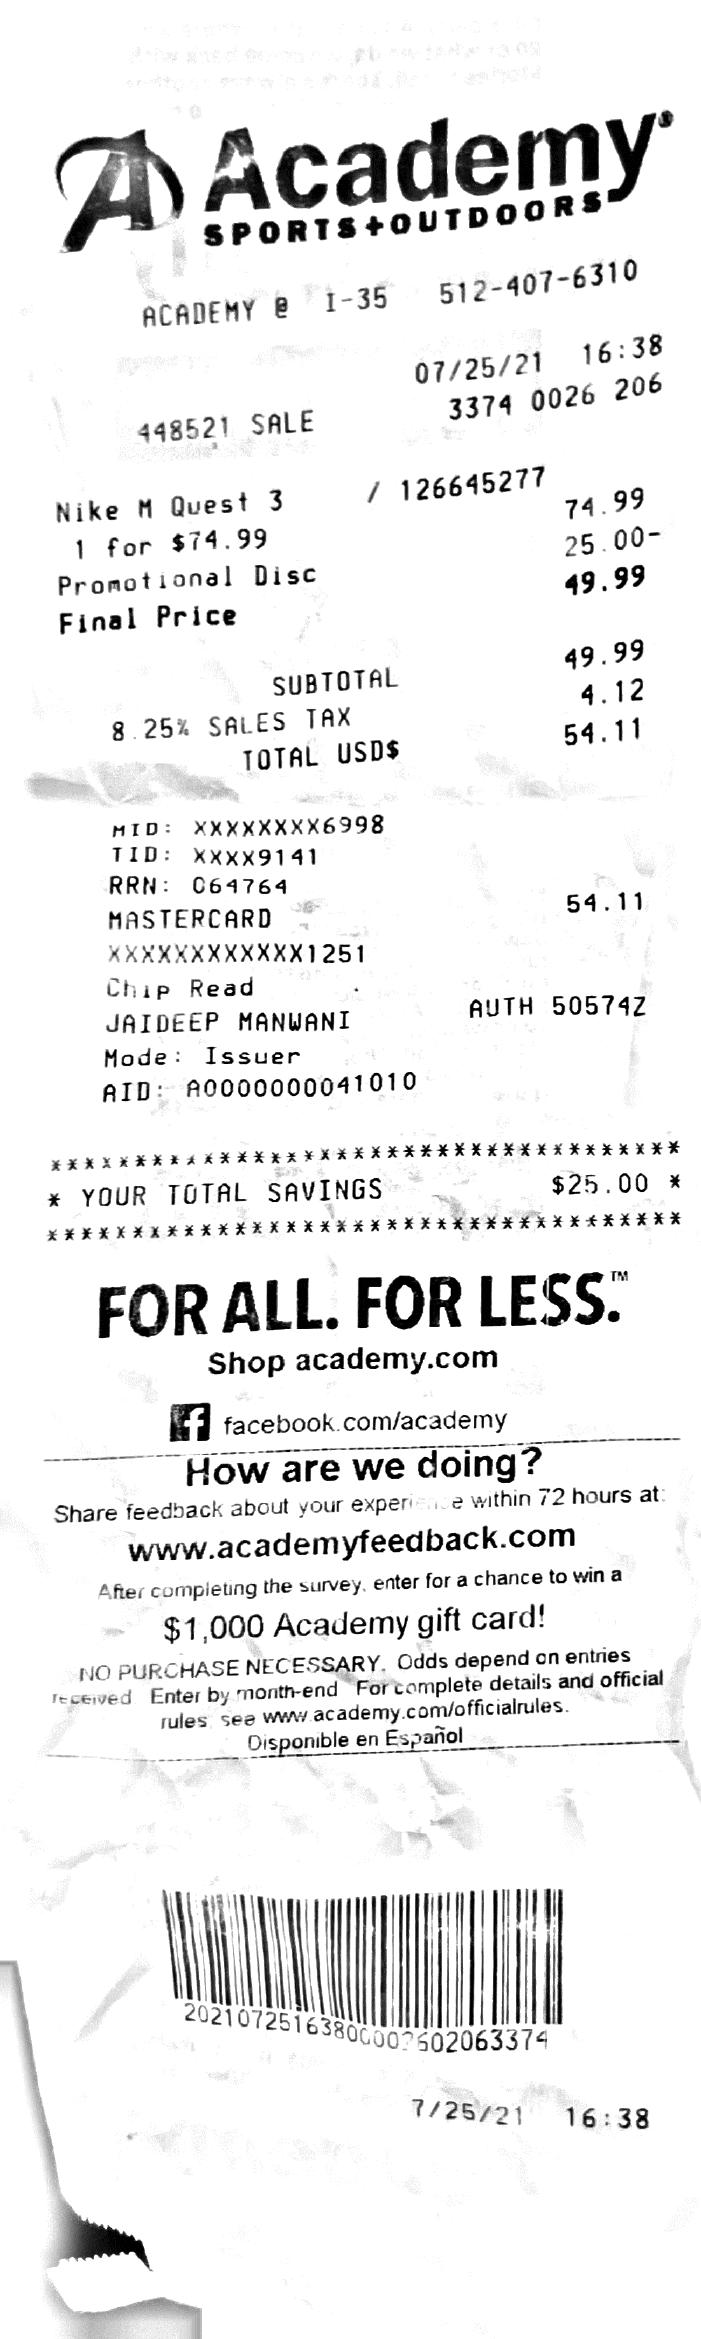 Academy
SPORTS+OUTDOORS
ACADEMY @ I-35 512-407-6310
07/25/21 16:38
448521 SALE 3374 0026 206
Nike M Quest 3 / 126645277
1 for $74.99 74.99
Promotional Disc 25.00-
Final Price 49.99
SUBTOTAL 49.99
8.25% SALES TAX 4.12
TOTAL USD$ 54.11
MID: XXXXXXXX6998
TID: XXXX9141
RRN: 064764
MASTERCARD 54.11
XXXXXXXXXXXX1251
Chip Read
JAIDEEP MANWANI AUTH 50574Z
Mode: Issuer
AID: A0000000041010
**************************************
* YOUR TOTAL SAVINGS $25.00 *
**************************************
FOR ALL. FOR LESS.™
Shop academy.com
facebook.com/academy
How are we doing?
Share feedback about your experience within 72 hours at:
www.academyfeedback.com
After completing the survey, enter for a chance to win a
$1,000 Academy gift card!
NO PURCHASE NECESSARY. Odds depend on entries
received Enter by month-end For complete details and official
rules see www.academy.com/officialrules.
Disponible en Español
20210725163800002602063374
7/25/21 16:38